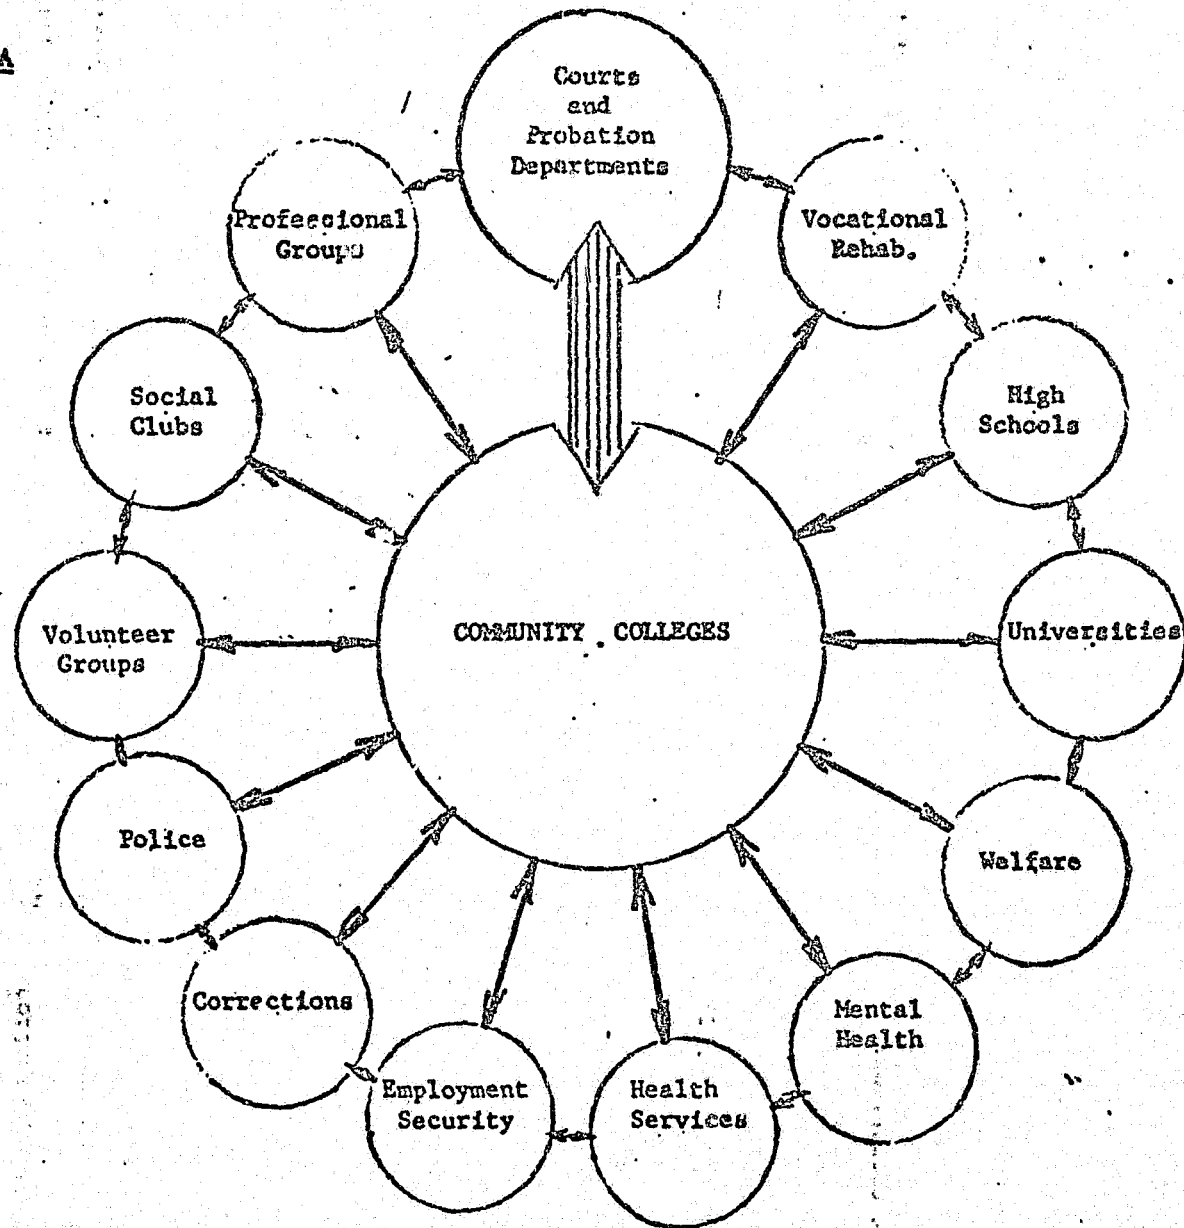 A
Courts
and
Probation
Departments
Professional
Groups
Vocational
Rehab.
Social
Clubs
High
Schools
Volunteer
Groups
COMMUNITY COLLEGES
Universities
Police
Welfare
Corrections
Mental
Health
Employment
Security
Health
Services